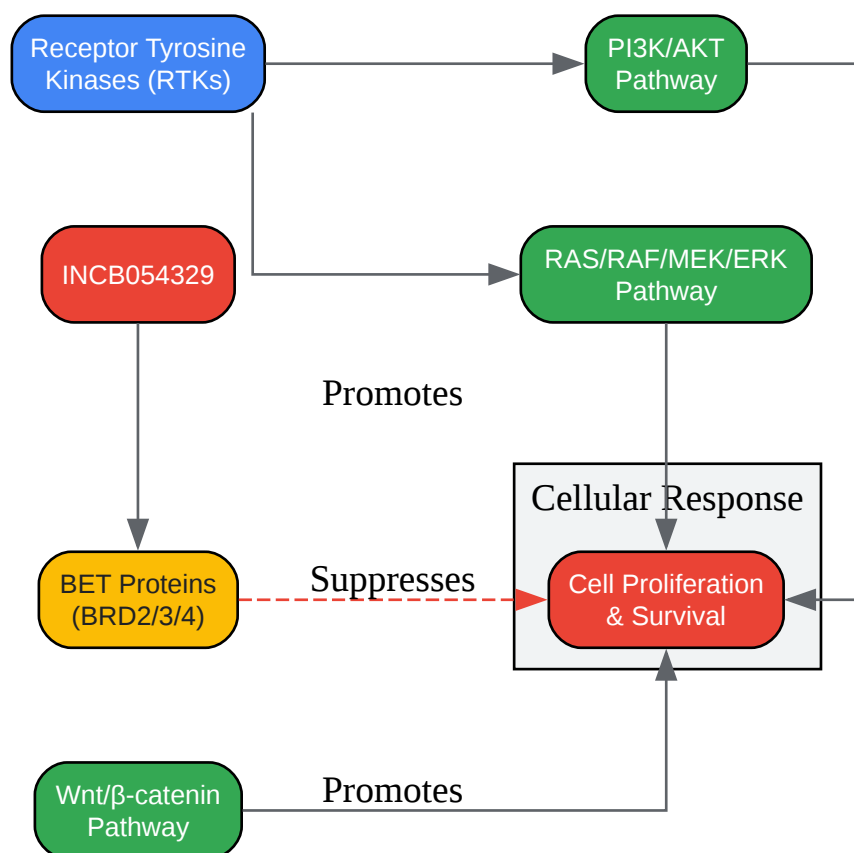 Receptor Tyrosine
Kinases (RTKs)
PI3K/AKT
Pathway
INCB054329
RAS/RAF/MEK/ERK
Pathway
Promotes
Cellular Response
BET Proteins
(BRD2/3/4)
Suppresses
Cell Proliferation
& Survival
Wnt/β-catenin
Pathway
Promotes